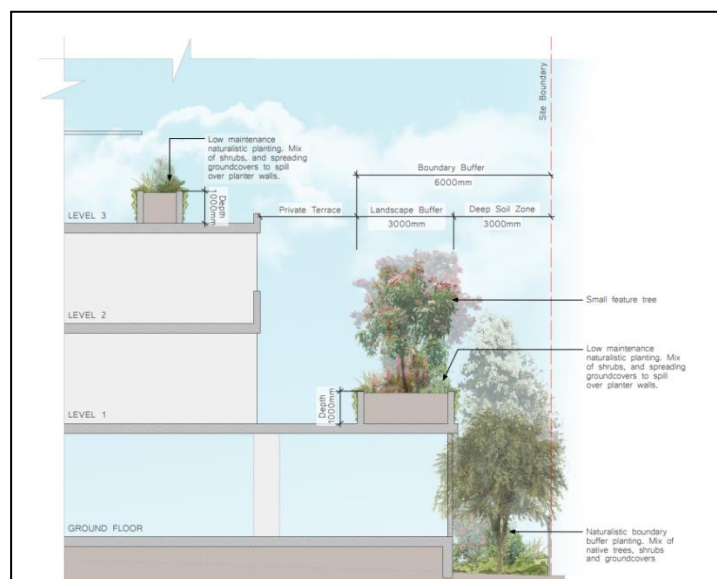 Site Boundary
Low maintenance
naturalistic planting. Mix
of shrubs, and spreading
groundcovers to spill
over planter walls.
Boundary Buffer
6000mm
Depth
1000mm
LEVEL 3
Private Terrace
Landscape Buffer
3000mm
Deep Soil Zone
3000mm
LEVEL 2
Small feature tree
Low maintenance
naturalistic planting. Mix
of shrubs, and spreading
groundcovers to spill
over planter walls.
Depth
1000mm
LEVEL 1
GROUND FLOOR
Naturalistic boundary
buffer planting. Mix of
native trees, shrubs
and groundcovers